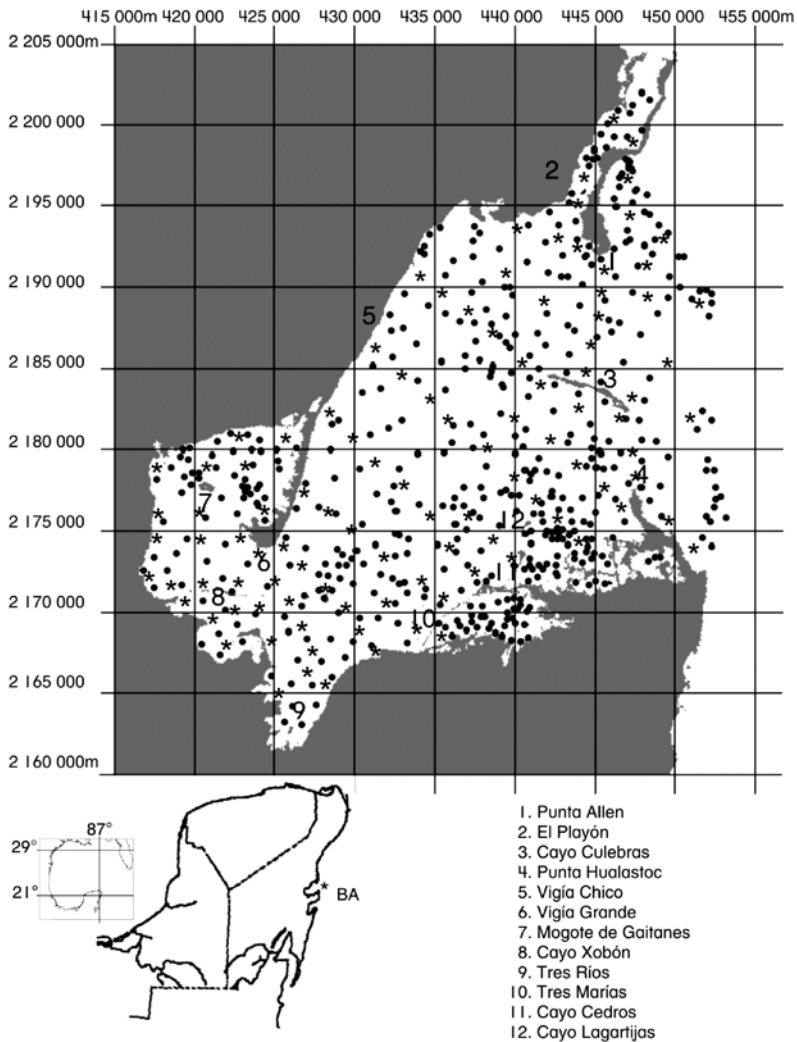 415 000m 420 000 425 000 430 000 435 000 440 000 445 000 450 000 455 000m
2 205 000m
2 200 000
2
2 195 000
1
2 190 000
5
2 185 000
3
2 180 000
4
7
12
2 175 000
6
11
8
2 170 000
10
2 165 000
9
2 160 000m
87°
29°
21°
* BA
1. Punta Allen
2. El Playón
3. Cayo Culebras
4. Punta Hualastoc
5. Vigía Chico
6. Vigía Grande
7. Mogote de Gaitanes
8. Cayo Xobón
9. Tres Ríos
10. Tres Marías
11. Cayo Cedros
12. Cayo Lagartijas